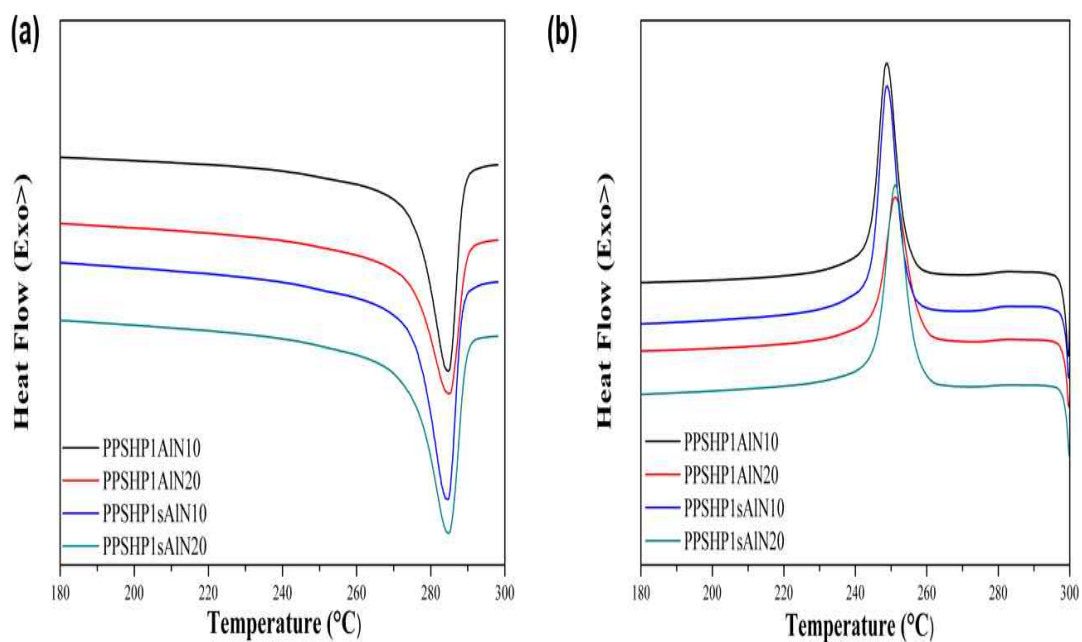 (a)
Heat Flow (Exo>)
PPSHP1AlN10
PPSHP1AlN20
PPSHP1sAlN10
PPSHP1sAlN20
180 200 220 240 260 280 300
Temperature (°C)
(b)
Heat Flow (Exo>)
PPSHP1AlN10
PPSHP1AlN20
PPSHP1sAlN10
PPSHP1sAlN20
180 200 220 240 260 280 300
Temperature (°C)